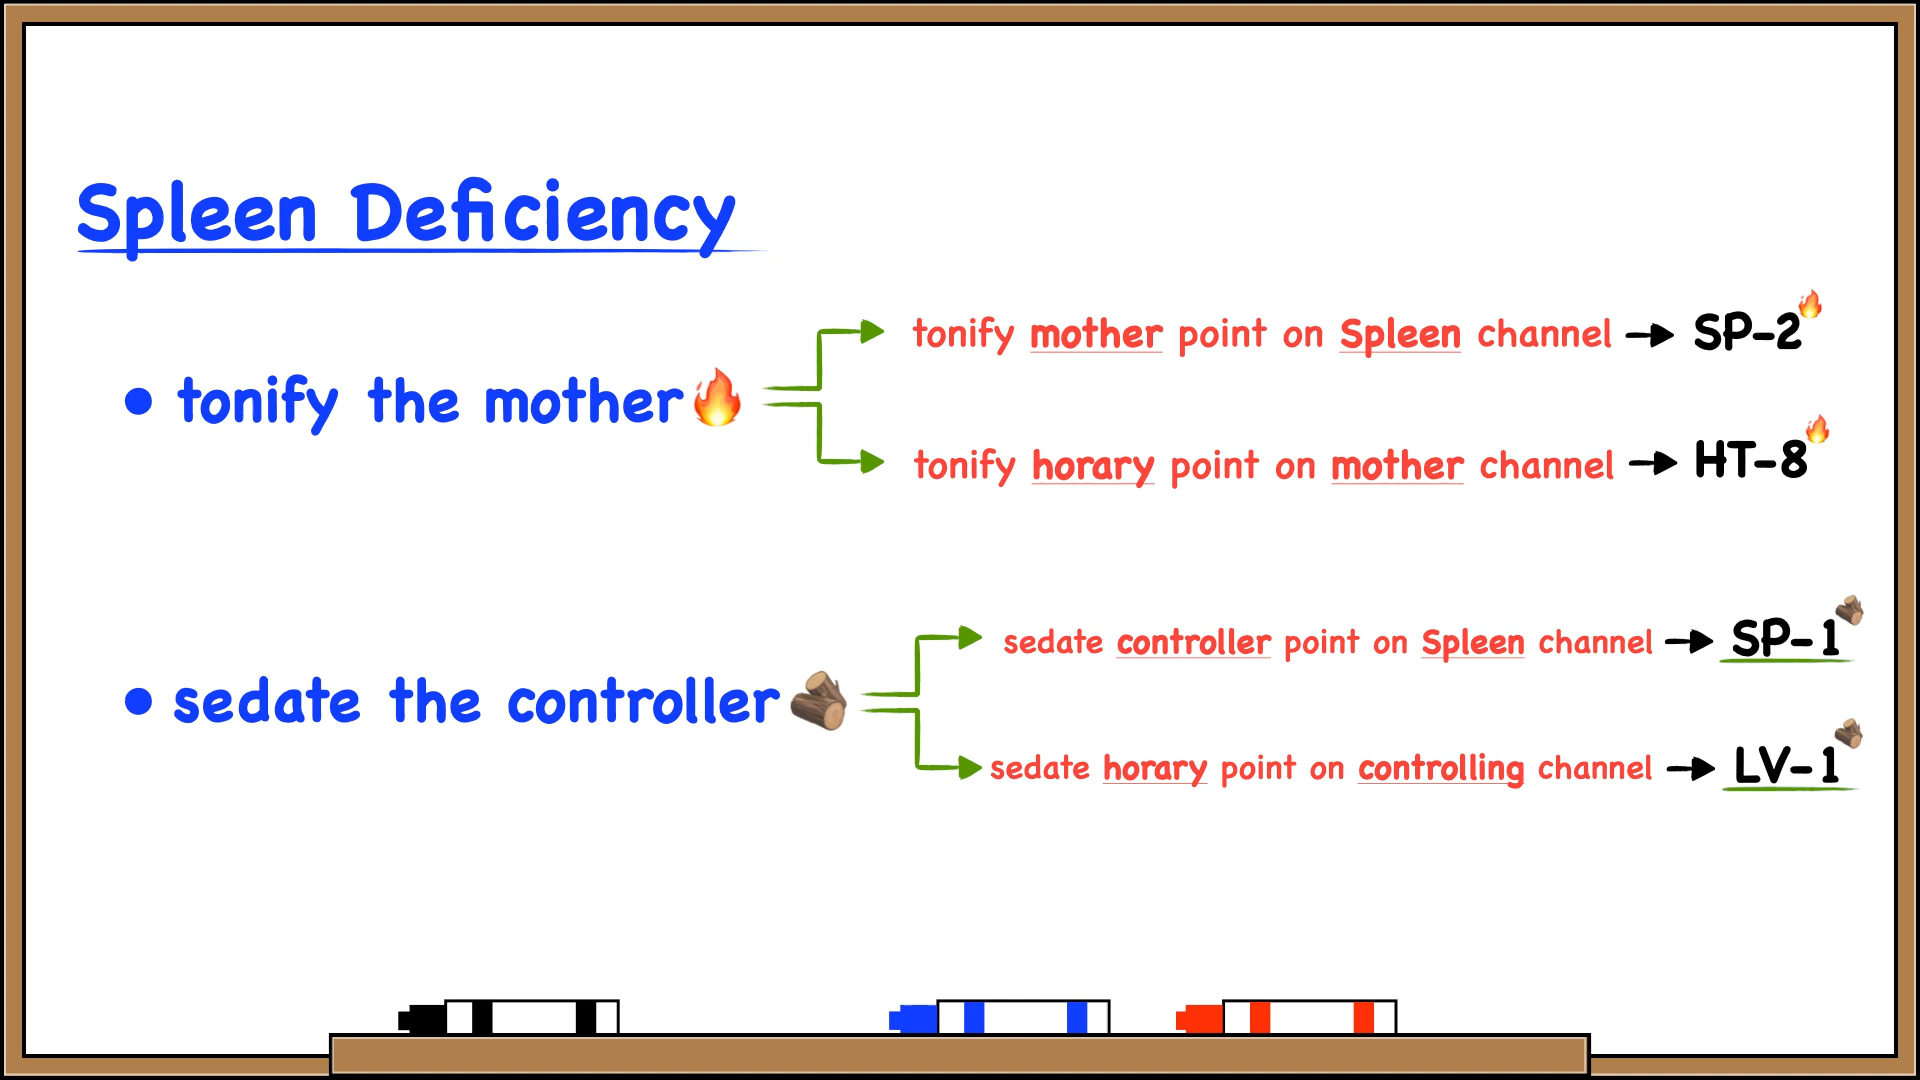 Spleen Deficiency
• tonify the mother🔥
tonify mother point on Spleen channel → SP-2🔥
tonify horary point on mother channel → HT-8🔥
• sedate the controller🪵
sedate controller point on Spleen channel → SP-1🪵
sedate horary point on controlling channel → LV-1🪵